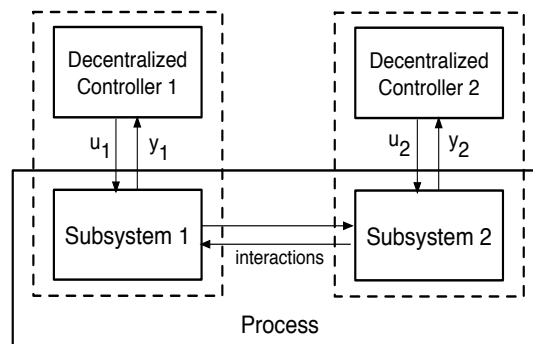 Decentralized
Controller 1
Decentralized
Controller 2
u1
y1
u2
y2
Subsystem 1
Subsystem 2
interactions
Process